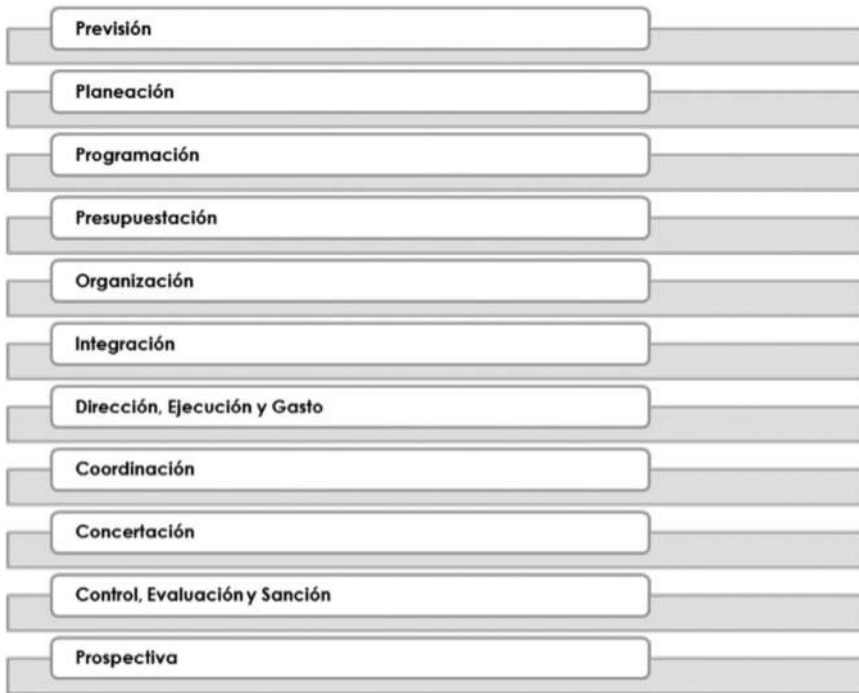 Previsión
Planeación
Programación
Presupuestación
Organización
Integración
Dirección, Ejecución y Gasto
Coordinación
Concertación
Control, Evaluación y Sanción
Prospectiva